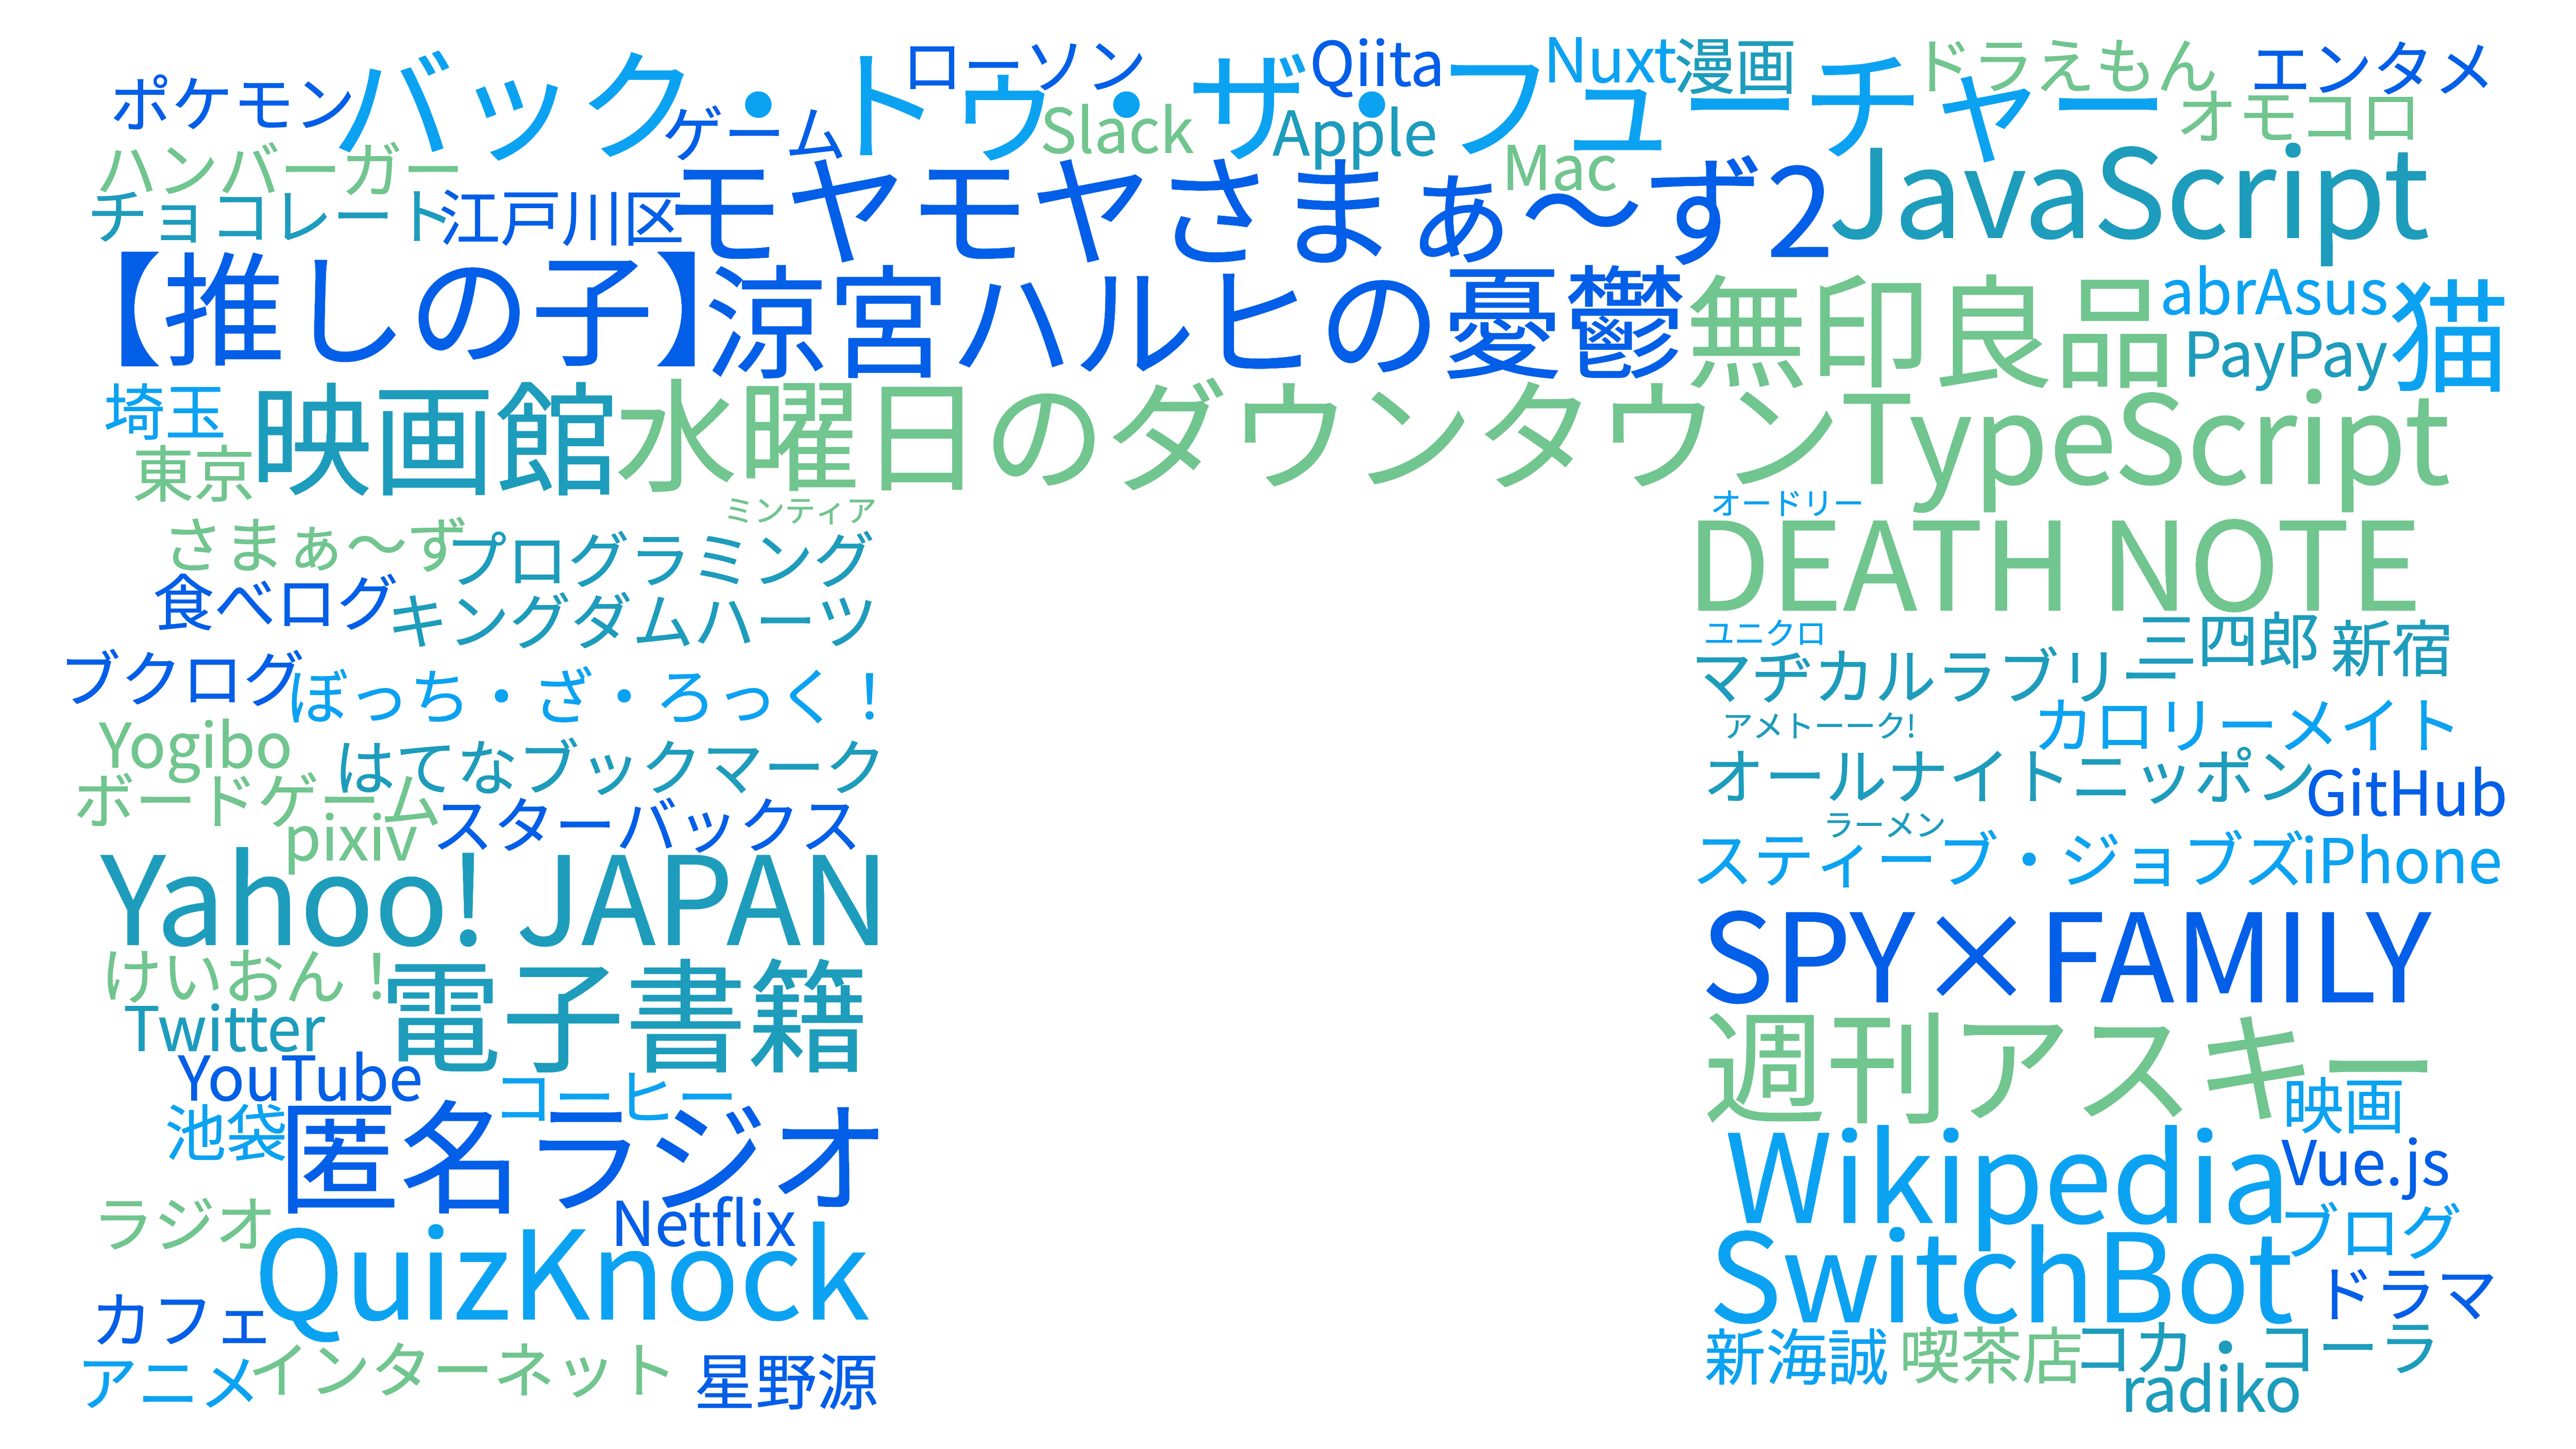 ポケモン
バック・トゥ・ザ・フューチャー
ローソン
Qiita
Nuxt
漫画
ドラえもん
エンタメ
ゲーム
Slack
Apple
オモコロ
ハンバーガー
Mac
チョコレート
江戸川区
モヤモヤさまぁ〜ず2
JavaScript
【推しの子】
涼宮ハルヒの憂鬱
無印良品
abrAsus
PayPay
猫
埼玉
東京
映画館
水曜日のダウンタウン
TypeScript
ミンティア
さまぁ〜ず
プログラミング
食べログ
キングダムハーツ
ブクログ
ぼっち・ざ・ろっく！
Yogibo
はてなブックマーク
ボードゲーム
pixiv
スターバックス
Yahoo! JAPAN
けいおん！
電子書籍
Twitter
YouTube
コーヒー
池袋
匿名ラジオ
ラジオ
Netflix
QuizKnock
カフェ
アニメ
インターネット
星野源
オードリー
DEATH NOTE
ユニクロ
マヂカルラブリー
三四郎
新宿
アメトーーク!
カロリーメイト
オールナイトニッポン
GitHub
ラーメン
スティーブ・ジョブズ
iPhone
SPY×FAMILY
週刊アスキー
映画
Wikipedia
Vue.js
ブログ
SwitchBot
ドラマ
新海誠
喫茶店
コカ・コーラ
radiko